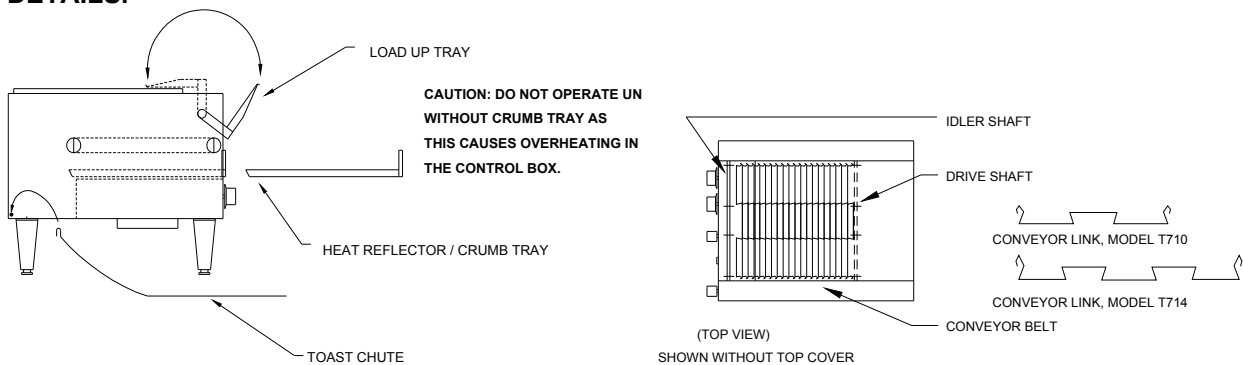 DETAILS:
LOAD UP TRAY
CAUTION: DO NOT OPERATE UN
WITHOUT CRUMB TRAY AS
THIS CAUSES OVERHEATING IN
THE CONTROL BOX.
HEAT REFLECTOR / CRUMB TRAY
TOAST CHUTE
IDLER SHAFT
DRIVE SHAFT
CONVEYOR LINK, MODEL T710
CONVEYOR LINK, MODEL T714
CONVEYOR BELT
(TOP VIEW)
SHOWN WITHOUT TOP COVER